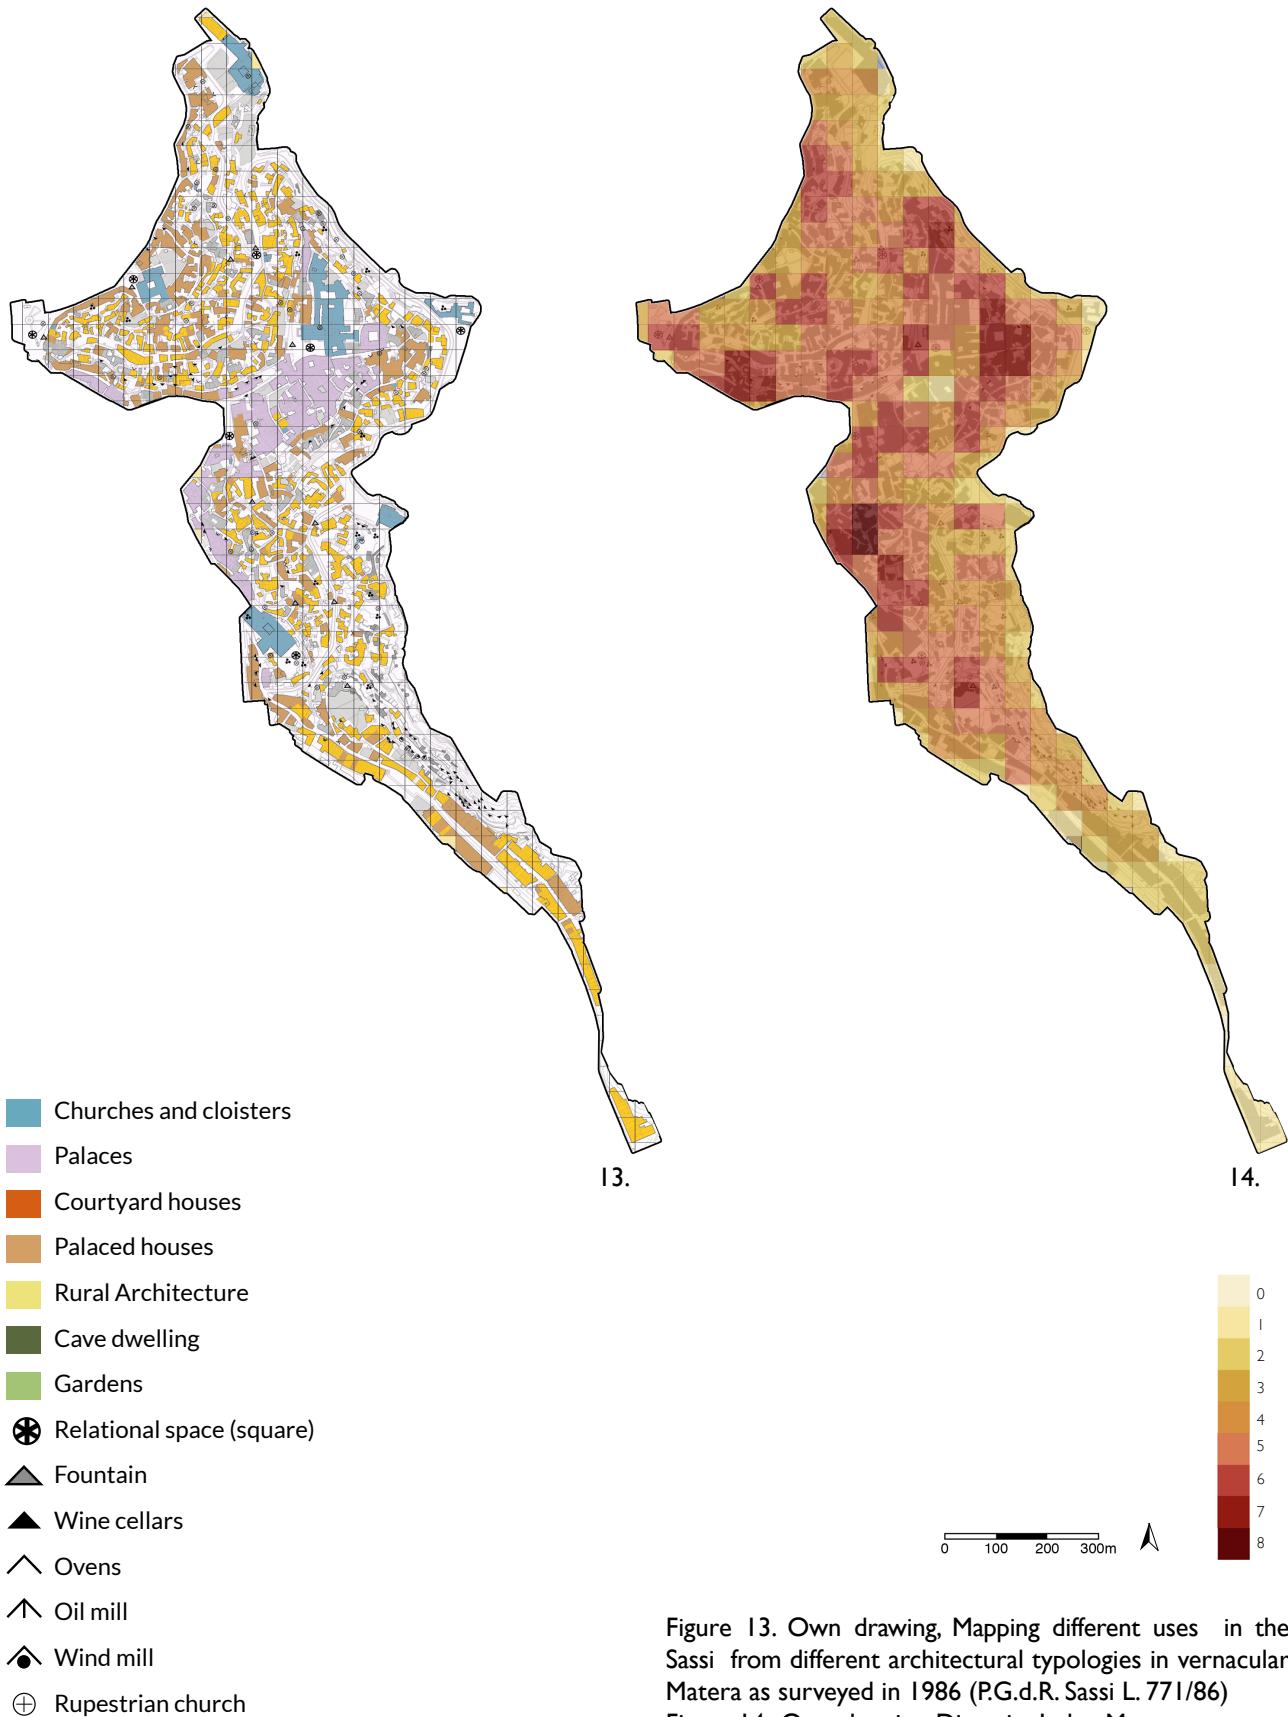 13.
14.
Churches and cloisters
Palaces
Courtyard houses
Palaced houses
Rural Architecture
Cave dwelling
Gardens
Relational space (square)
Fountain
Wine cellars
Ovens
Oil mill
Wind mill
Rupestrian church
0
1
2
3
4
5
6
7
8
0 100 200 300m
Figure 13. Own drawing, Mapping different uses in the
Sassi from different architectural typologies in vernacular
Matera as surveyed in 1986 (P.G.d.R. Sassi L. 771/86)